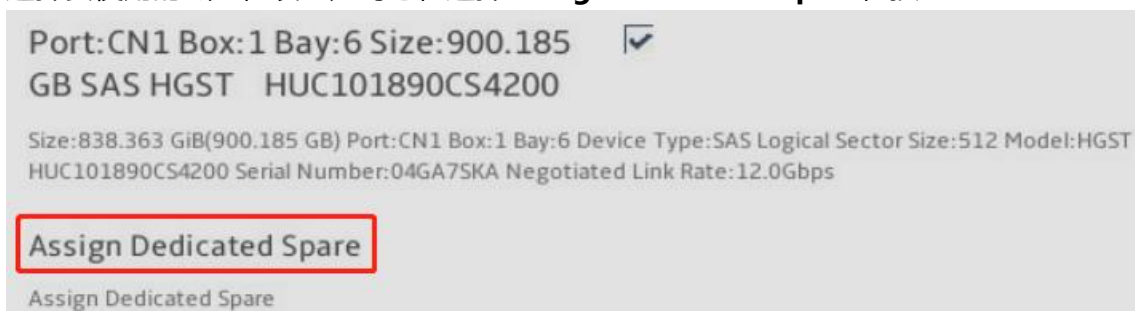 Port:CN1 Box:1 Bay:6 Size:900.185
GB SAS HGST HUC101890CS4200
Size:838.363 GiB(900.185 GB) Port:CN1 Box:1 Bay:6 Device Type:SAS Logical Sector Size:512 Model:HGST
HUC101890CS4200 Serial Number:04GA7SKA Negotiated Link Rate:12.0Gbps
Assign Dedicated Spare
Assign Dedicated Spare